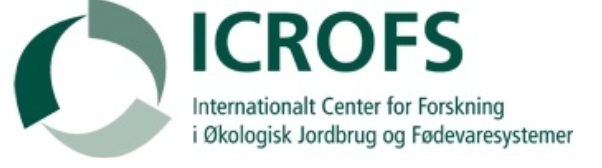 ICROFS
Internationalt Center for Forskning
i Økologisk Jordbrug og Fødevaresystemer